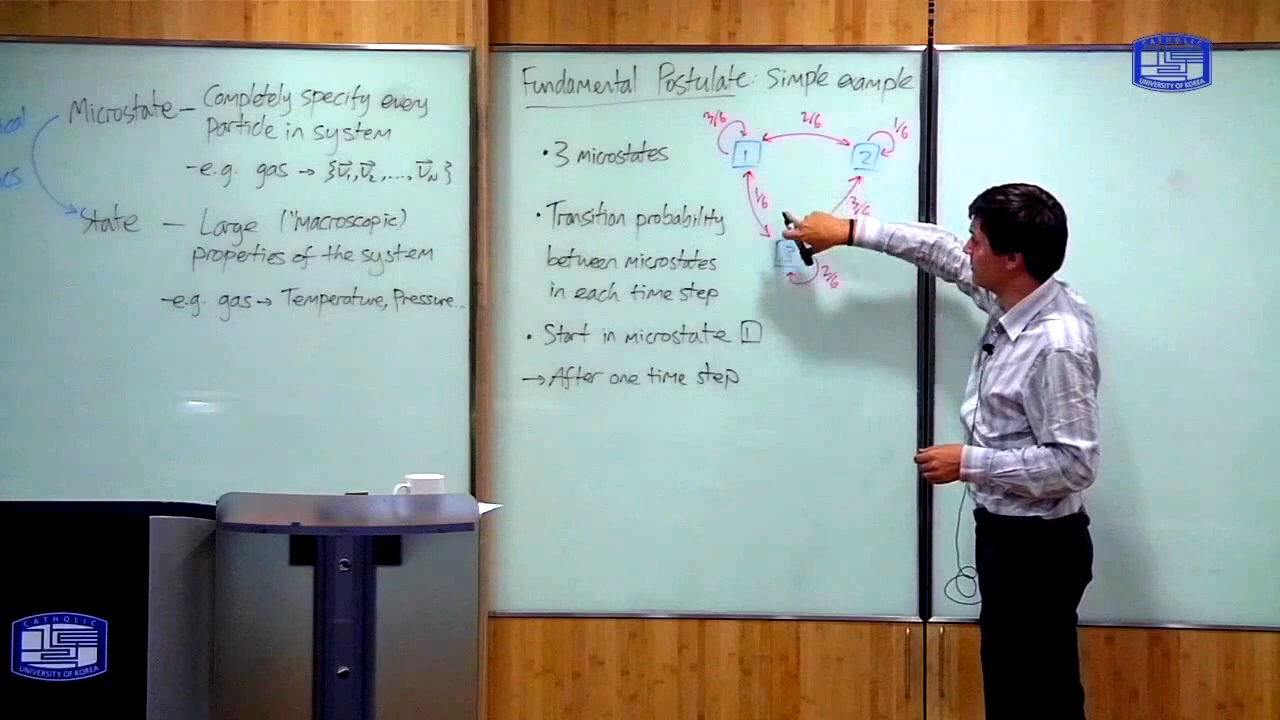 ical
ics
Microstate – Completely specify every
particle in system
– e.g. gas → {v⃗1, v⃗2, ..., v⃗N}
State – Large ("Macroscopic)
properties of the system
– e.g. gas → Temperature, Pressure...
Fundamental Postulate: Simple example
• 3 microstates
• Transition probability
between microstates
in each time step
• Start in microstate 1
→ After one time step
3/6
2/6
1/6
1
2
1/6
3/6
2/6
CATHOLIC
UNIVERSITY OF KOREA
CATHOLIC
UNIVERSITY OF KOREA